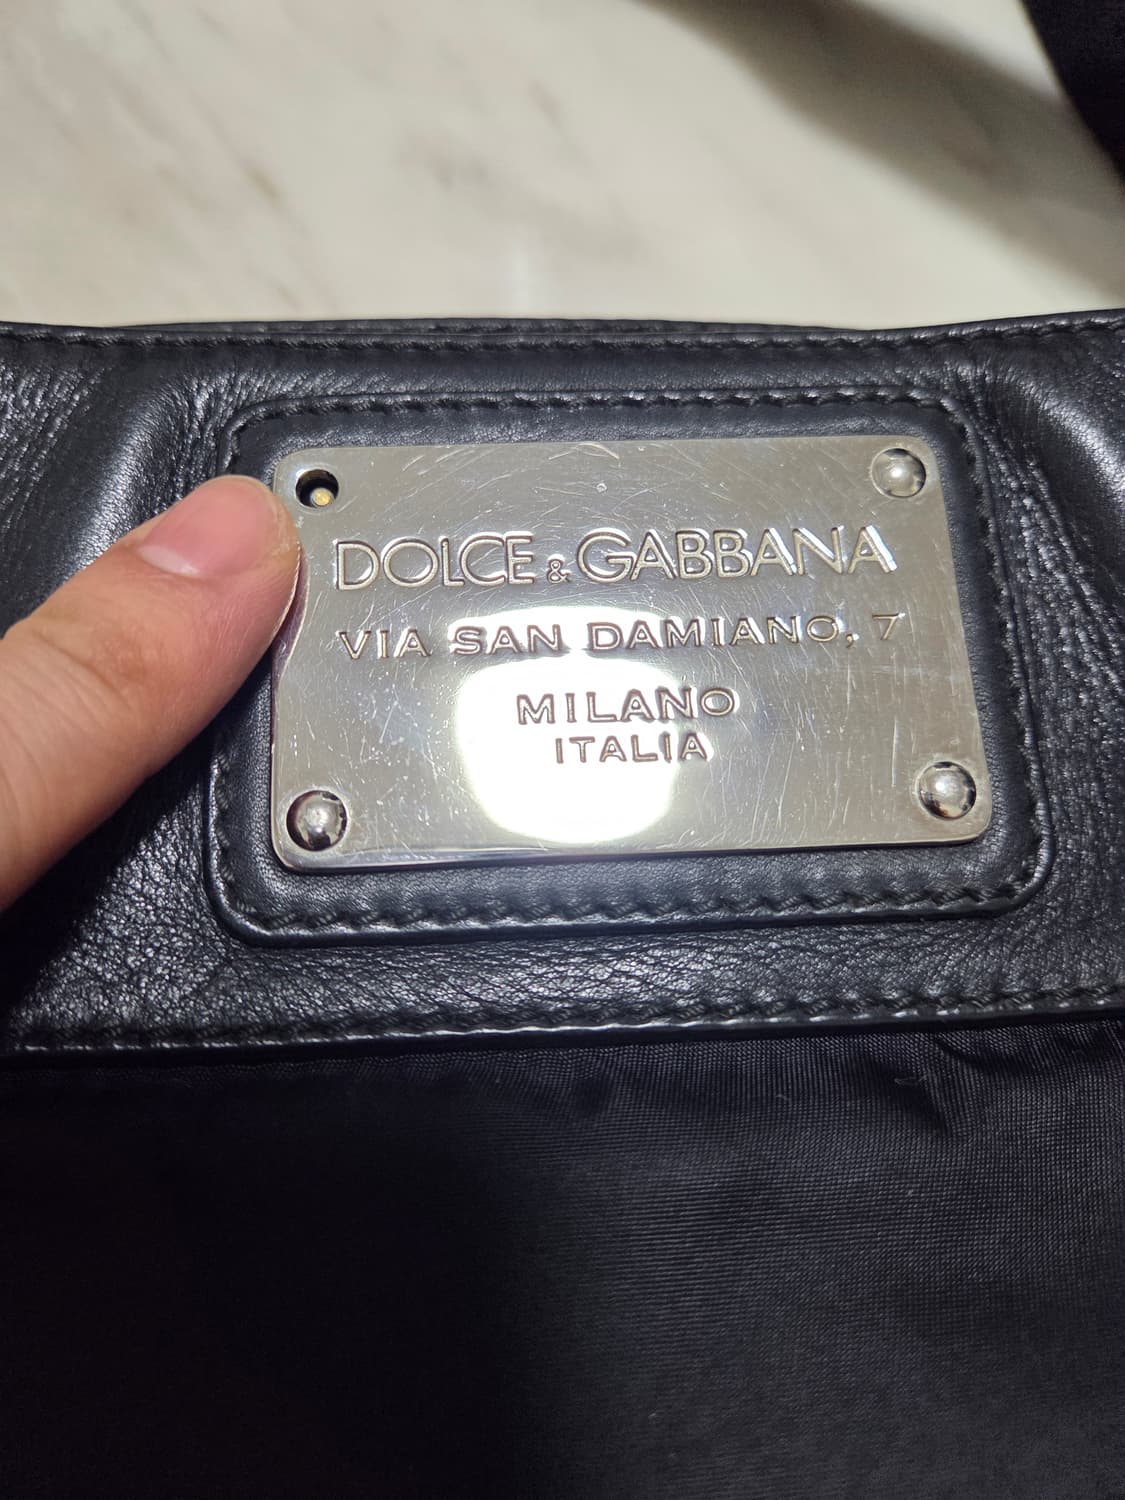 DOLCE & GABBANA
VIA SAN DAMIANO, 7
MILANO
ITALIA